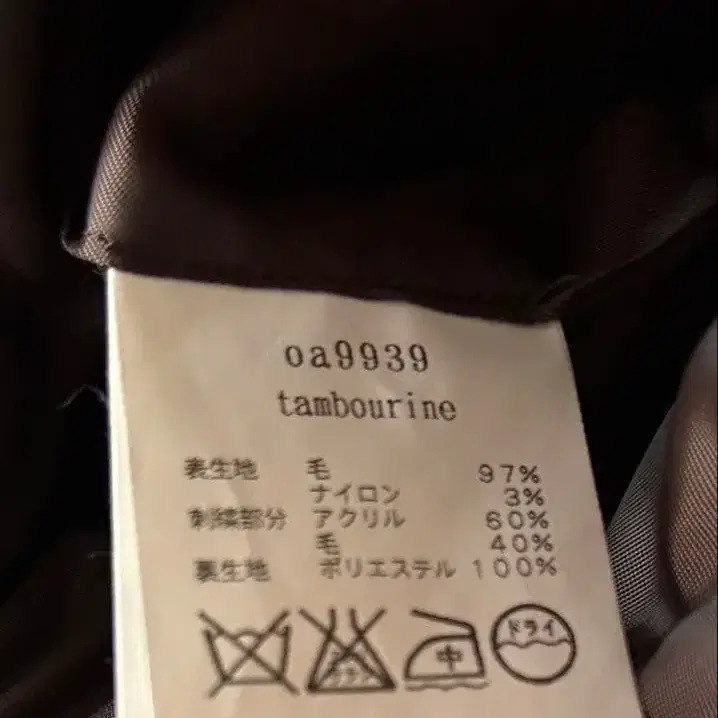 oa9939
tambourine
表生地 毛 97%
ナイロン 3%
刺繍部分 アクリル 60%
毛 40%
裏生地 ポリエステル 100%
中 ドライ